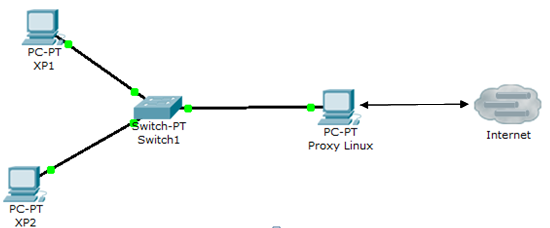 PC-PT
XP1
Switch-PT
Switch1
PC-PT
Proxy Linux
Internet
PC-PT
XP2